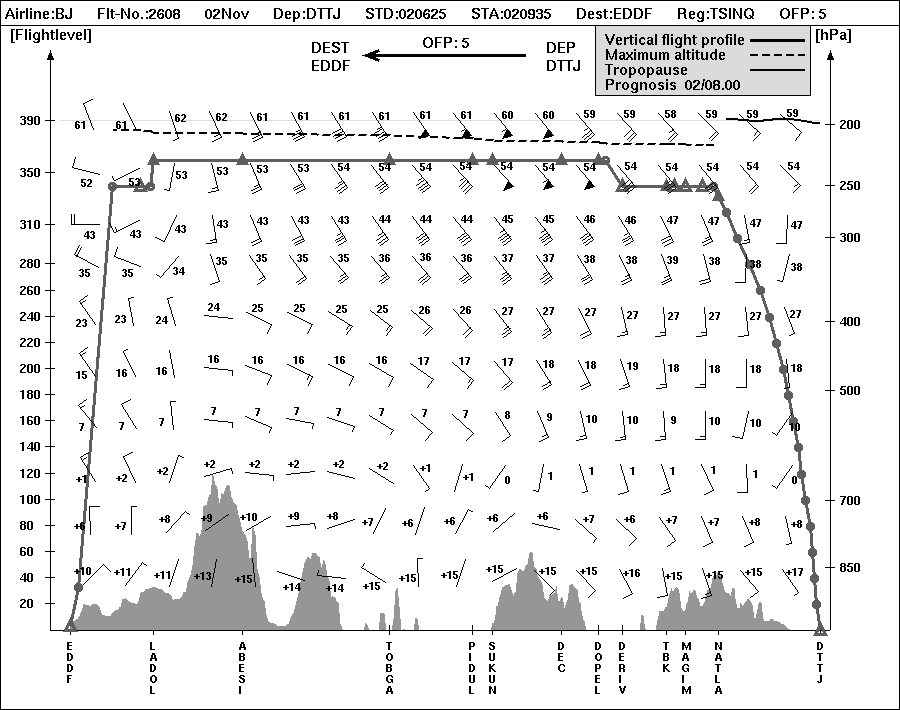 Airline:BJ Flt-No.:2608 02Nov Dep:DTTJ STD:020625 STA:020935 Dest:EDDF Reg:TSINQ OFP: 5
[Flightlevel] [hPa]
DEST OFP: 5 DEP
EDDF DTTJ
Vertical flight profile
Maximum altitude
Tropopause
Prognosis 02/08.00
390 61 61 62 62 61 61 61 61 61 60 60 59 59 58 59 59 59 200
350 52 53 53 53 53 53 54 54 54 54 54 54 54 54 54 54 54 250
310 43 43 43 43 43 43 44 44 44 45 45 46 46 47 47 47 47 300
280 35 35 34 35 35 35 36 36 36 37 37 38 38 39 38 38 38
260
240 23 23 24 24 25 25 25 26 26 27 27 27 27 27 27 27 27 400
220
200 15 16 16 16 16 16 16 17 17 17 18 18 19 18 18 18 18 500
180
160 7 7 7 7 7 7 7 7 7 8 9 10 10 9 10 10 10
140
120 +1 +2 +2 +2 +2 +2 +2 +2 +1 +1 0 1 1 1 1 1 0
100 700
80 +6 +7 +8 +9 +10 +9 +8 +7 +6 +6 +6 +6 +7 +6 +7 +7 +8 +8
60
40 +10 +11 +11 +13 +15 +14 +14 +15 +15 +15 +15 +15 +15 +16 +15 +15 +15 +17 850
20
EDDF LADOL ABESI TOBGA PIDUL SUKUN DEC DOPEL DERIV TBK MAGIM NATLA DTTJ